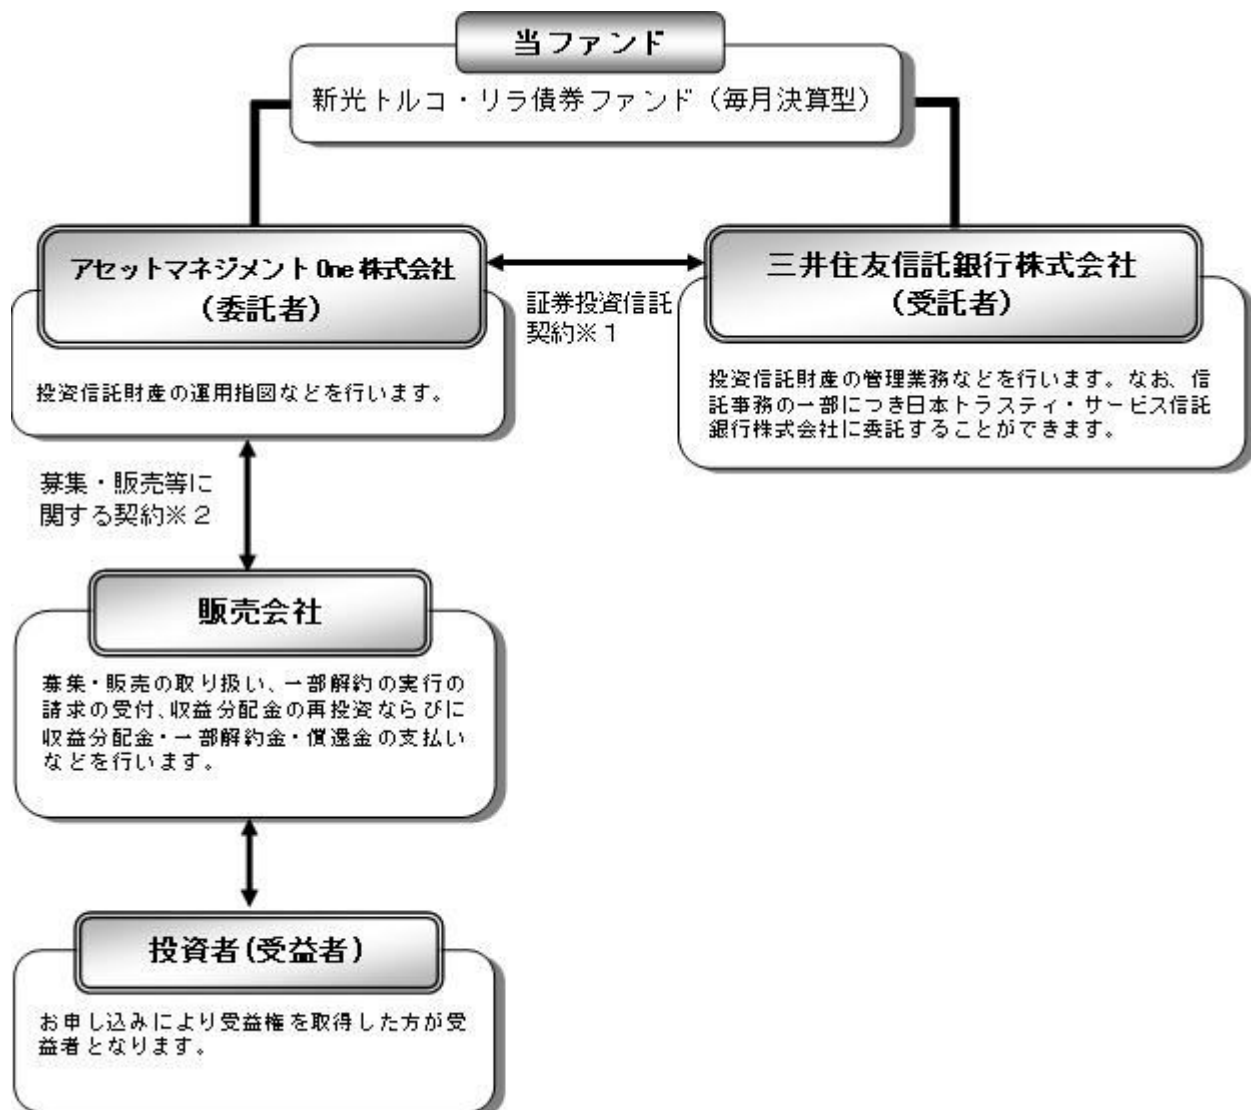 当ファンド
新光トルコ・リラ債券ファンド（毎月決算型）
アセットマネジメントOne株式会社
（委託者）
投資信託財産の運用指図などを行います。
証券投資信託
契約※１
三井住友信託銀行株式会社
（受託者）
投資信託財産の管理業務などを行います。なお、信
託事務の一部につき日本トラスティ・サービス信託
銀行株式会社に委託することができます。
募集・販売等に
関する契約※２
販売会社
募集・販売の取り扱い、一部解約の実行の
請求の受付、収益分配金の再投資ならびに
収益分配金・一部解約金・償還金の支払い
などを行います。
投資者(受益者)
お申し込みにより受益権を取得した方が受
益者となります。